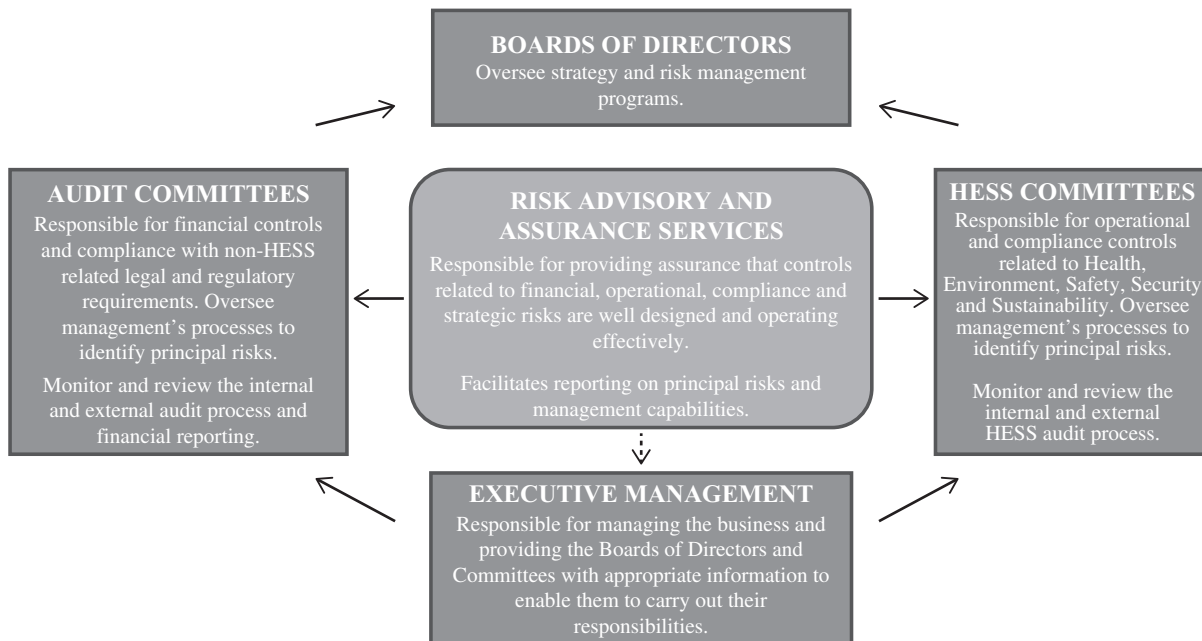 BOARDS OF DIRECTORS
Oversee strategy and risk management
programs.
AUDIT COMMITTEES
Responsible for financial controls
and compliance with non-HESS
related legal and regulatory
requirements. Oversee
management’s processes to
identify principal risks.
Monitor and review the internal
and external audit process and
financial reporting.
RISK ADVISORY AND
ASSURANCE SERVICES
Responsible for providing assurance that controls
related to financial, operational, compliance and
strategic risks are well designed and operating
effectively.
Facilitates reporting on principal risks and
management capabilities.
HESS COMMITTEES
Responsible for operational
and compliance controls
related to Health,
Environment, Safety, Security
and Sustainability. Oversee
management’s processes to
identify principal risks.
Monitor and review the
internal and external
HESS audit process.
EXECUTIVE MANAGEMENT
Responsible for managing the business and
providing the Boards of Directors and
Committees with appropriate information to
enable them to carry out their
responsibilities.